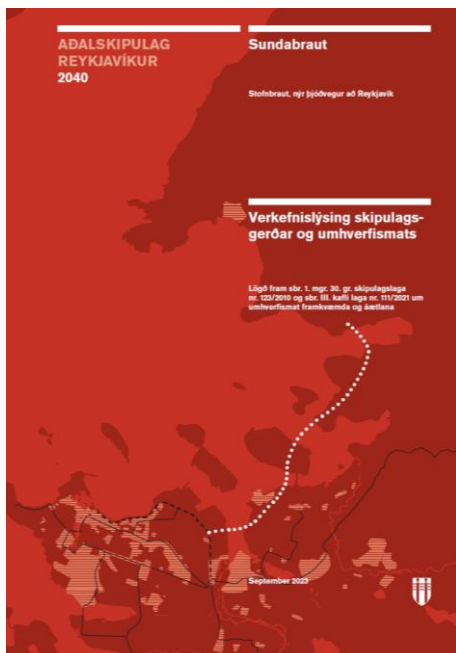 AÐALSKIPULAG
REYKJAVÍKUR
2040
Sundabraut
Stofnbraut, nýr þjóðvegur að Reykjavík
Verkefnislýsing skipulags-
gerðar og umhverfismats
Lögð fram sbr. 1. mgr. 30. gr. skipulagslaga
nr. 123/2010 og sbr. III. kafli laga nr. 111/2021 um
umhverfismat framkvæmda og áætlana
September 2023